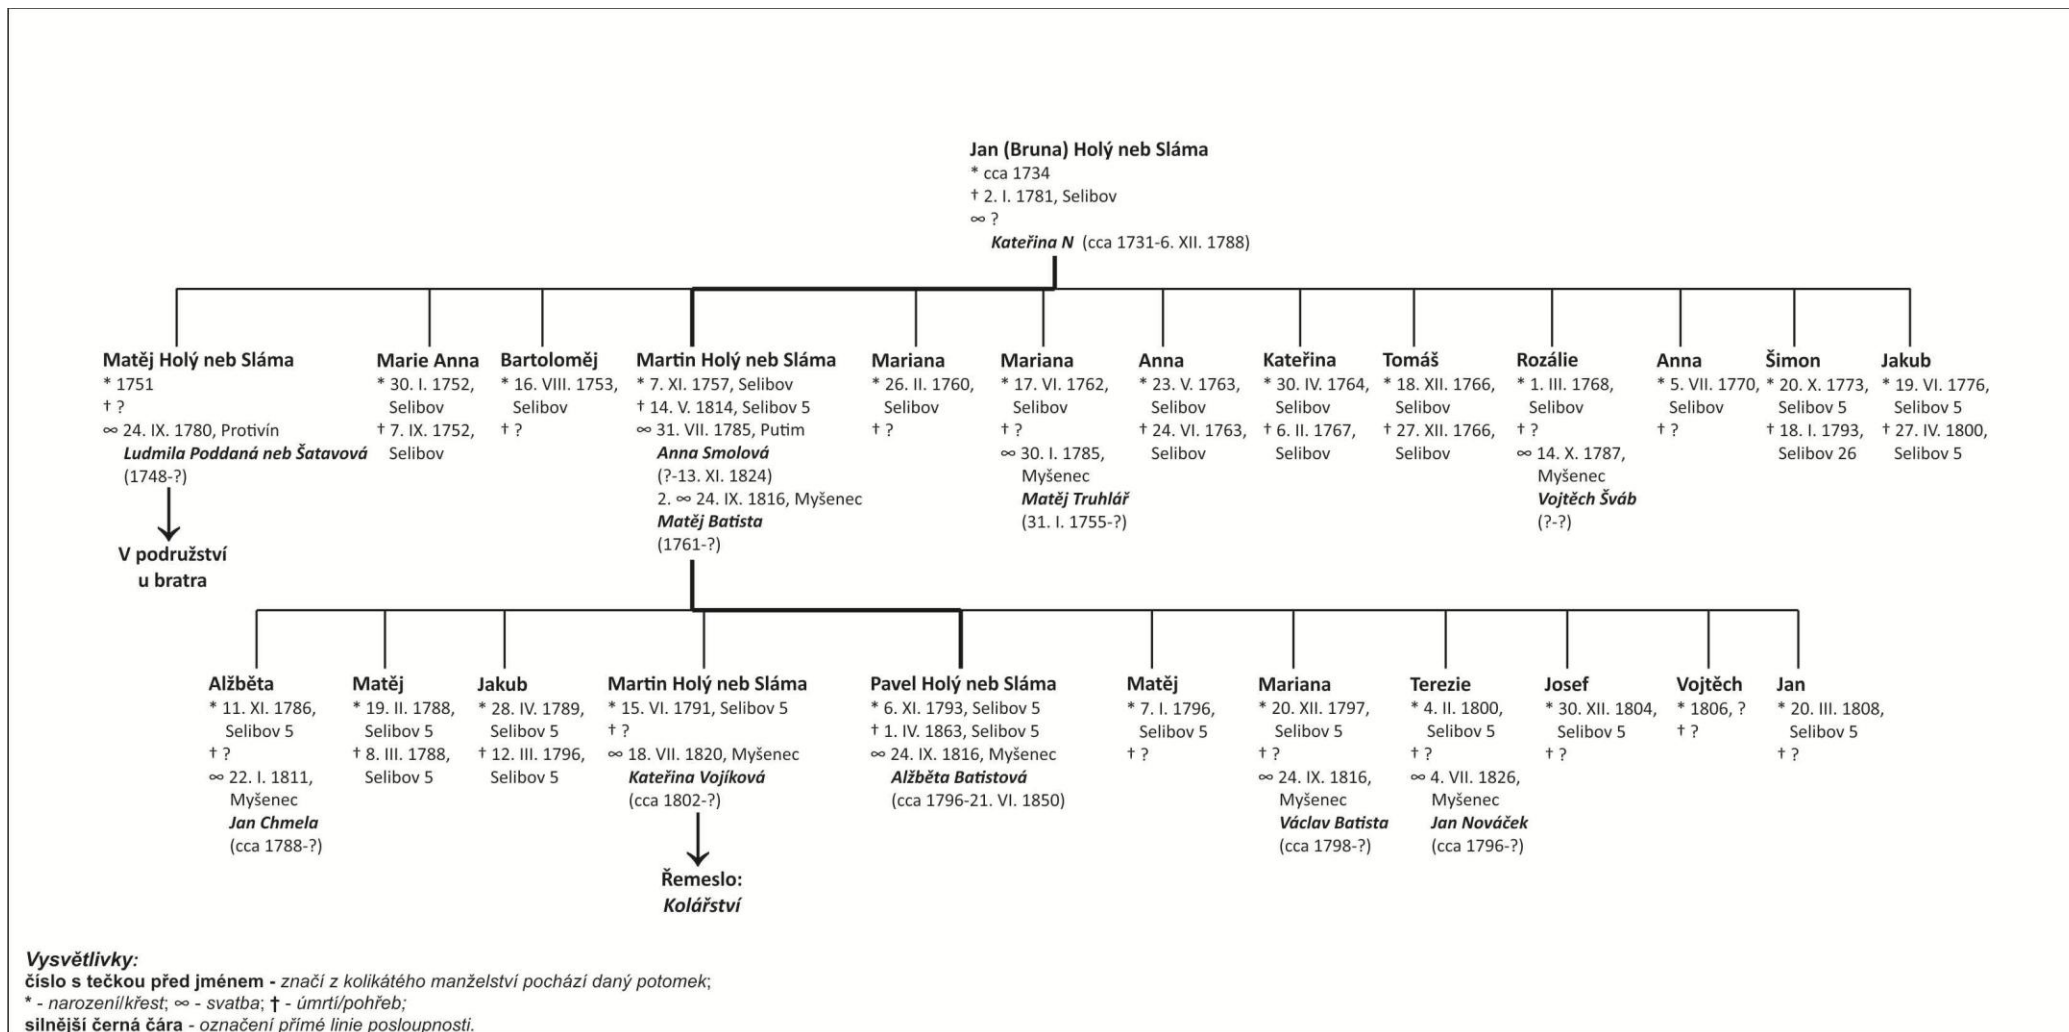 Jan (Bruna) Holý neb Sláma
* cca 1734
† 2. I. 1781, Selibov
∞ ?
Kateřina N (cca 1731-6. XII. 1788)
Matěj Holý neb Sláma
* 1751
† ?
∞ 24. IX. 1780, Protivín
Ludmila Poddaná neb Šatavová
(1748-?)
V podružství
u bratra
Marie Anna
* 30. I. 1752,
Selibov
† 7. IX. 1752,
Selibov
Bartoloměj
* 16. VIII. 1753,
Selibov
† ?
Martin Holý neb Sláma
* 7. XI. 1757, Selibov
† 14. V. 1814, Selibov 5
∞ 31. VII. 1785, Putim
Anna Smolová
(?-13. XI. 1824)
2. ∞ 24. IX. 1816, Myšenec
Matěj Batista
(1761-?)
Mariana
* 26. II. 1760,
Selibov
† ?
Mariana
* 17. VI. 1762,
Selibov
† ?
∞ 30. I. 1785,
Myšenec
Matěj Truhlář
(31. I. 1755-?)
Anna
* 23. V. 1763,
Selibov
† 24. VI. 1763,
Selibov
Kateřina
* 30. IV. 1764,
Selibov
† 6. II. 1767,
Selibov
Tomáš
* 18. XII. 1766,
Selibov
† 27. XII. 1766,
Selibov
Rozálie
* 1. III. 1768,
Selibov
† ?
∞ 14. X. 1787,
Myšenec
Vojtěch Šváb
(?-?)
Anna
* 5. VII. 1770,
Selibov
† ?
Šimon
* 20. X. 1773,
Selibov 5
† 18. I. 1793,
Selibov 26
Jakub
* 19. VI. 1776,
Selibov 5
† 27. IV. 1800,
Selibov 5
Alžběta
* 11. XI. 1786,
Selibov 5
† ?
∞ 22. I. 1811,
Myšenec
Jan Chmela
(cca 1788-?)
Matěj
* 19. II. 1788,
Selibov 5
† 8. III. 1788,
Selibov 5
Jakub
* 28. IV. 1789,
Selibov 5
† 12. III. 1796,
Selibov 5
Martin Holý neb Sláma
* 15. VI. 1791, Selibov 5
† ?
∞ 18. VII. 1820, Myšenec
Kateřina Vojíková
(cca 1802-?)
Řemeslo:
Kolářství
Pavel Holý neb Sláma
* 6. XI. 1793, Selibov 5
† 1. IV. 1863, Selibov 5
∞ 24. IX. 1816, Myšenec
Alžběta Batistová
(cca 1796-21. VI. 1850)
Matěj
* 7. I. 1796,
Selibov 5
† ?
Mariana
* 20. XII. 1797,
Selibov 5
† ?
∞ 24. IX. 1816,
Myšenec
Václav Batista
(cca 1798-?)
Terezie
* 4. II. 1800,
Selibov 5
† ?
∞ 4. VII. 1826,
Myšenec
Jan Nováček
(cca 1796-?)
Josef
* 30. XII. 1804,
Selibov 5
† ?
Vojtěch
* 1806, ?
† ?
Jan
* 20. III. 1808,
Selibov 5
† ?
Vysvětlivky:
číslo s tečkou před jménem - značí z kolikátého manželství pochází daný potomek;
* - narození/křest; ∞ - svatba; † - úmrtí/pohřeb;
silnější černá čára - označení přímé linie posloupnosti.